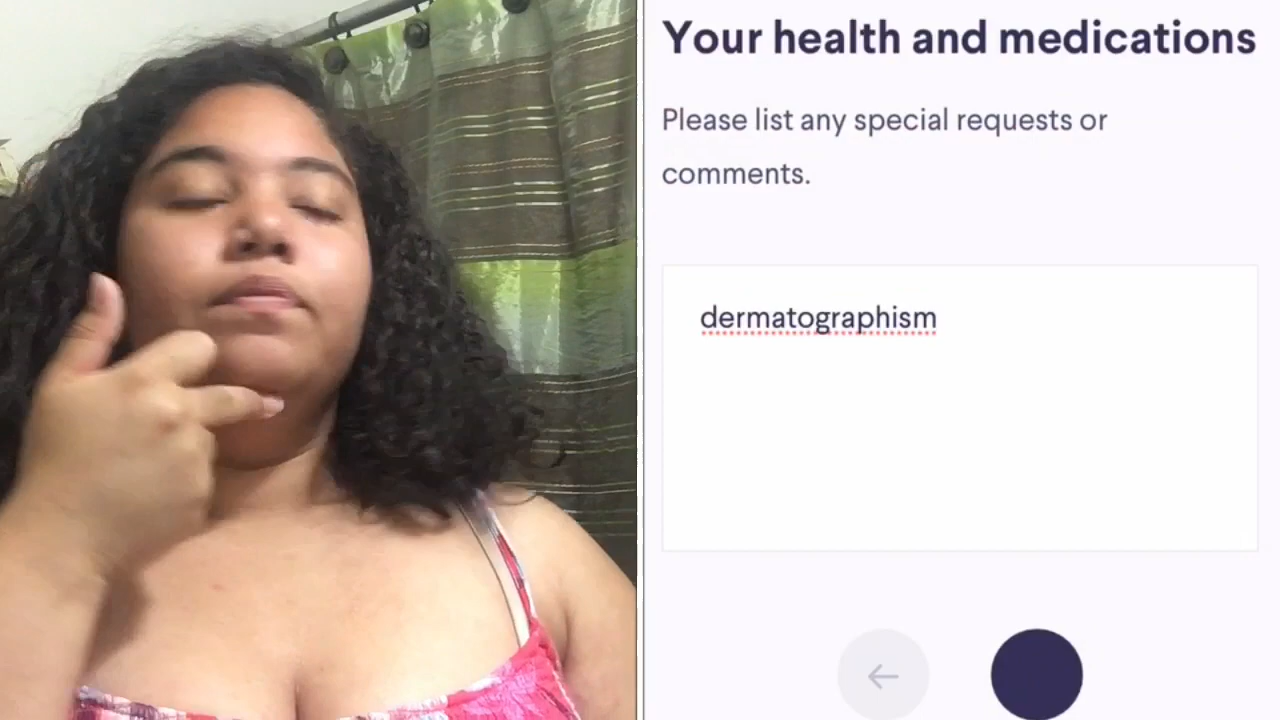 Your health and medications
Please list any special requests or
comments.
dermatographism